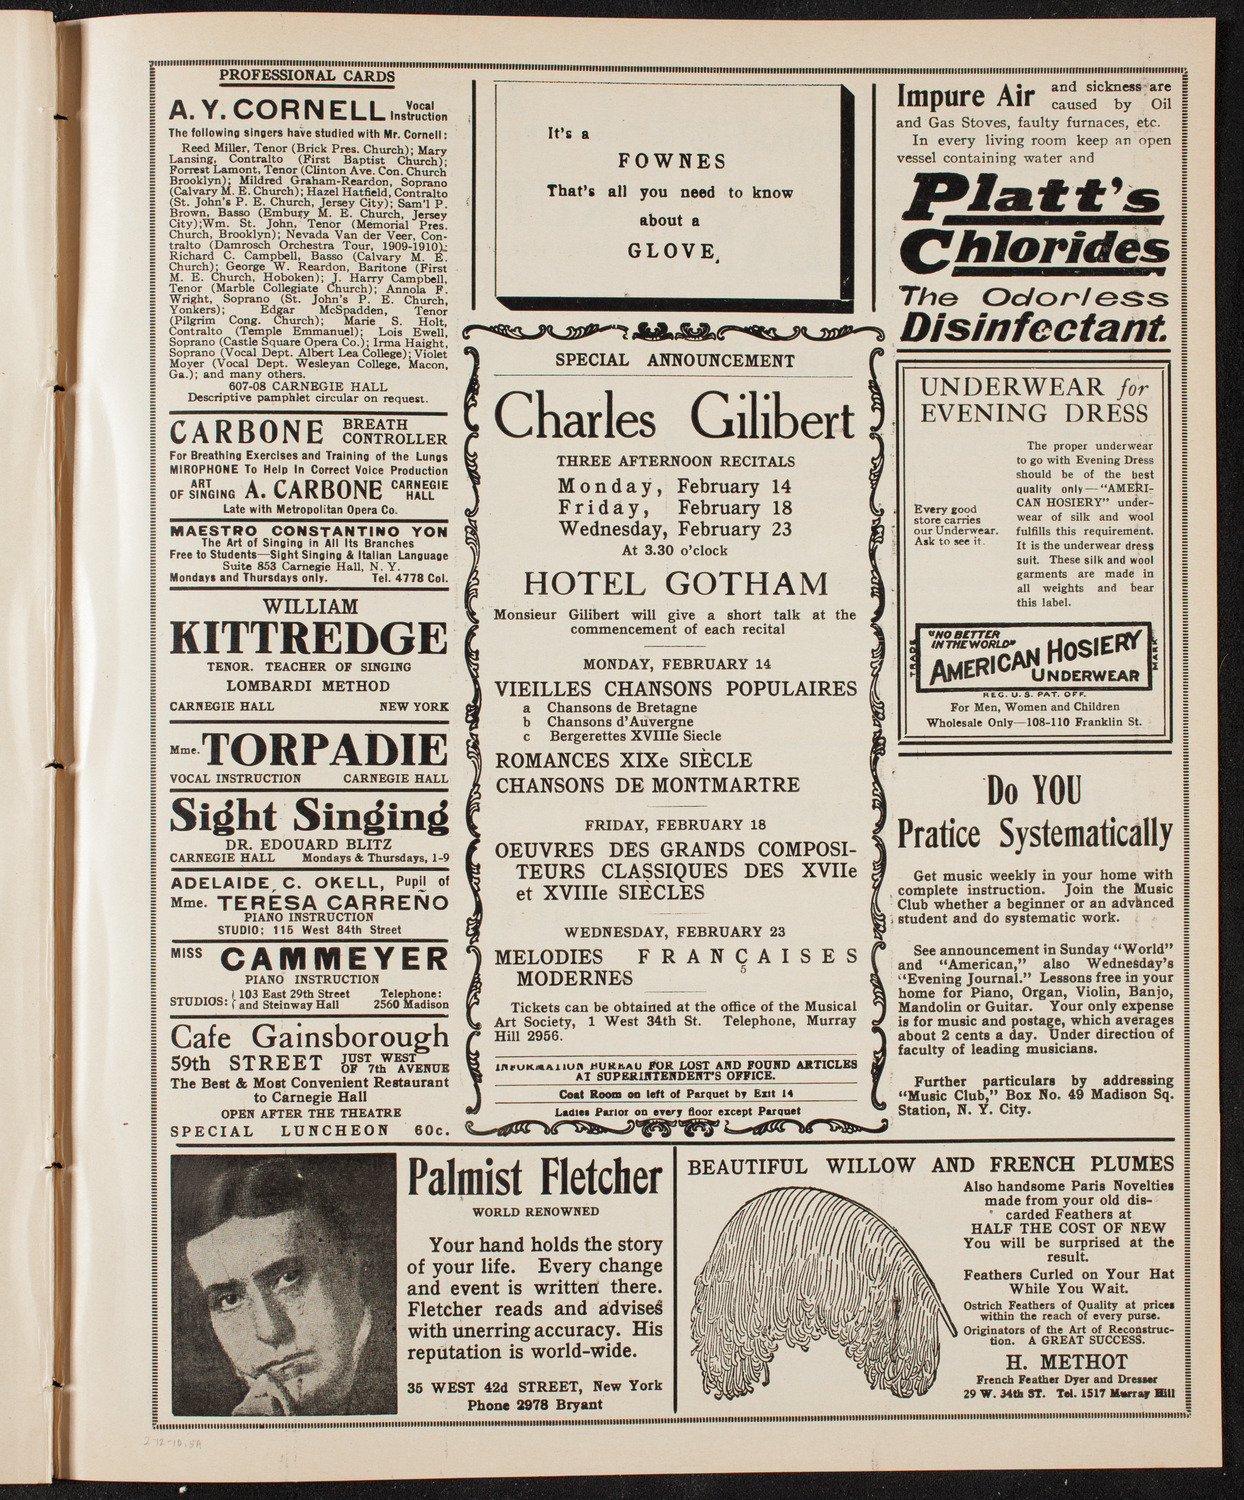 PROFESSIONAL CARDS
A. Y. CORNELL Vocal Instruction
The following singers have studied with Mr. Cornell:
Reed Miller, Tenor (Brick Pres. Church); Mary
Lansing, Contralto (First Baptist Church);
Forrest Lamont, Tenor (Clinton Ave. Con. Church
Brooklyn); Mildred Graham-Reardon, Soprano
(Calvary M. E. Church); Hazel Hatfield, Contralto
(St. John's P. E. Church, Jersey City); Sam'l P.
Brown, Basso (Embury M. E. Church, Jersey
City);Wm. St. John, Tenor (Memorial Pres.
Church, Brooklyn); Nevada Van der Veer, Con-
tralto (Damrosch Orchestra Tour, 1909-1910);
Richard C. Campbell, Basso (Calvary M. E.
Church); George W. Reardon, Baritone (First
M. E. Church, Hoboken); J. Harry Campbell,
Tenor (Marble Collegiate Church); Annola F.
Wright, Soprano (St. John's P. E. Church,
Yonkers); Edgar McSpadden, Tenor
(Pilgrim Cong. Church); Marie S. Holt,
Contralto (Temple Emmanuel); Lois Ewell,
Soprano (Castle Square Opera Co.); Irma Haight,
Soprano (Vocal Dept. Albert Lea College); Violet
Moyer (Vocal Dept. Wesleyan College, Macon,
Ga.); and many others.
607-08 CARNEGIE HALL
Descriptive pamphlet circular on request.
CARBONE BREATH CONTROLLER
For Breathing Exercises and Training of the Lungs
MIROPHONE To Help In Correct Voice Production
ART OF SINGING A. CARBONE CARNEGIE HALL
Late with Metropolitan Opera Co.
MAESTRO CONSTANTINO YON
The Art of Singing in All Its Branches
Free to Students—Sight Singing & Italian Language
Suite 853 Carnegie Hall, N. Y.
Mondays and Thursdays only. Tel. 4778 Col.
WILLIAM
KITTREDGE
TENOR. TEACHER OF SINGING
LOMBARDI METHOD
CARNEGIE HALL NEW YORK
Mme. TORPADIE
VOCAL INSTRUCTION CARNEGIE HALL
Sight Singing
DR. EDOUARD BLITZ
CARNEGIE HALL Mondays & Thursdays, 1-9
ADELAIDE C. OKELL, Pupil of
Mme. TERESA CARREÑO
PIANO INSTRUCTION
STUDIO; 115 West 84th Street
MISS CAMMEYER
PIANO INSTRUCTION
STUDIOS: { 103 East 29th Street Telephone:
and Steinway Hall 2560 Madison
Cafe Gainsborough
59th STREET JUST WEST OF 7th AVENUE
The Best & Most Convenient Restaurant
to Carnegie Hall
OPEN AFTER THE THEATRE
SPECIAL LUNCHEON 60c.
It's a
FOWNES
That's all you need to know
about a
GLOVE.
SPECIAL ANNOUNCEMENT
Charles Gilibert
THREE AFTERNOON RECITALS
Monday, February 14
Friday, February 18
Wednesday, February 23
At 3.30 o'clock
HOTEL GOTHAM
Monsieur Gilibert will give a short talk at the
commencement of each recital
MONDAY, FEBRUARY 14
VIEILLES CHANSONS POPULAIRES
a Chansons de Bretagne
b Chansons d'Auvergne
c Bergerettes XVIIIe Siecle
ROMANCES XIXe SIÈCLE
CHANSONS DE MONTMARTRE
FRIDAY, FEBRUARY 18
OEUVRES DES GRANDS COMPOSI-
TEURS CLASSIQUES DES XVIIe
et XVIIIe SIÈCLES
WEDNESDAY, FEBRUARY 23
MELODIES FRANÇAISES
MODERNES
Tickets can be obtained at the office of the Musical
Art Society, 1 West 34th St. Telephone, Murray
Hill 2956.
INFORMATION BUREAU FOR LOST AND FOUND ARTICLES
AT SUPERINTENDENT'S OFFICE.
Coat Room on left of Parquet by Exit 14
Ladies Parlor on every floor except Parquet
Impure Air and sickness are
caused by Oil
and Gas Stoves, faulty furnaces, etc.
In every living room keep an open
vessel containing water and
Platt's
Chlorides
The Odorless
Disinfectant.
UNDERWEAR for
EVENING DRESS
Every good
store carries
our Underwear.
Ask to see it.
The proper underwear
to go with Evening Dress
should be of the best
quality only—"AMERI-
CAN HOSIERY" under-
wear of silk and wool
fulfills this requirement.
It is the underwear dress
suit. These silk and wool
garments are made in
all weights and bear
this label.
TRADE MARK
"NO BETTER
IN THE WORLD"
AMERICAN HOSIERY
UNDERWEAR
REG. U. S. PAT. OFF.
For Men, Women and Children
Wholesale Only—108-110 Franklin St.
Do YOU
Pratice Systematically
Get music weekly in your home with
complete instruction. Join the Music
Club whether a beginner or an advanced
student and do systematic work.
See announcement in Sunday "World"
and "American," also Wednesday's
"Evening Journal." Lessons free in your
home for Piano, Organ, Violin, Banjo,
Mandolin or Guitar. Your only expense
is for music and postage, which averages
about 2 cents a day. Under direction of
faculty of leading musicians.
Further particulars by addressing
"Music Club," Box No. 49 Madison Sq.
Station, N. Y. City.
Palmist Fletcher
WORLD RENOWNED
Your hand holds the story
of your life. Every change
and event is written there.
Fletcher reads and advises
with unerring accuracy. His
reputation is world-wide.
35 WEST 42d STREET, New York
Phone 2978 Bryant
BEAUTIFUL WILLOW AND FRENCH PLUMES
Also handsome Paris Novelties
made from your old dis-
carded Feathers at
HALF THE COST OF NEW
You will be surprised at the
result.
Feathers Curled on Your Hat
While You Wait.
Ostrich Feathers of Quality at prices
within the reach of every purse.
Originators of the Art of Reconstruc-
tion. A GREAT SUCCESS.
H. METHOT
French Feather Dyer and Dresser
29 W. 34th ST. Tel. 1517 Murray Hill
5